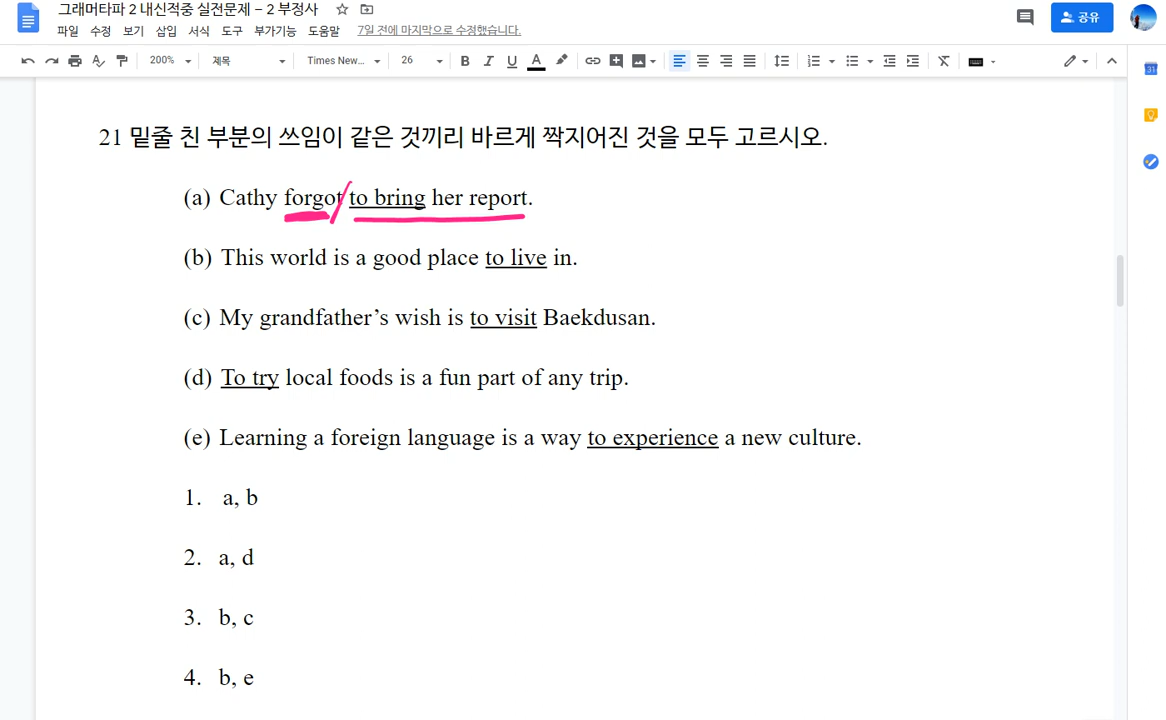 그래머타파 2 내신적중 실전문제 – 2 부정사
파일 수정 보기 삽입 서식 도구 부가기능 도움말 7일 전에 마지막으로 수정했습니다.
공유
200% 제목 Times New... 26 B I U A
31
21 밑줄 친 부분의 쓰임이 같은 것끼리 바르게 짝지어진 것을 모두 고르시오.
(a) Cathy forgot to bring her report.
(b) This world is a good place to live in.
(c) My grandfather’s wish is to visit Baekdusan.
(d) To try local foods is a fun part of any trip.
(e) Learning a foreign language is a way to experience a new culture.
1. a, b
2. a, d
3. b, c
4. b, e